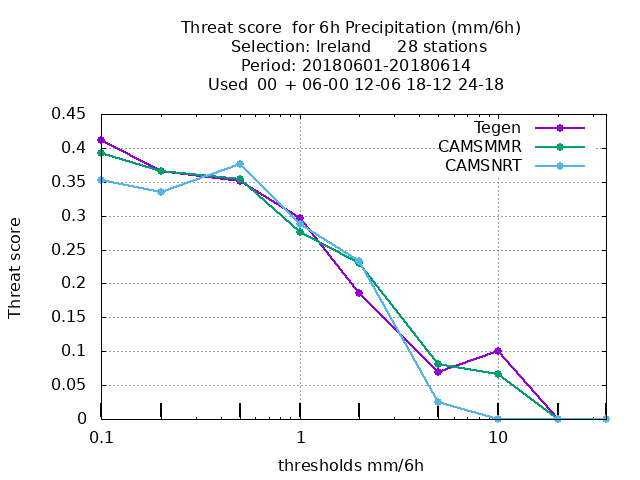 Threat score  for 6h Precipitation (mm/6h)
Selection: Ireland     28 stations
Period: 20180601-20180614
Used  00  + 06-00 12-06 18-12 24-18
Threat score
0.45
0.4
0.35
0.3
0.25
0.2
0.15
0.1
0.05
0
Tegen
CAMSMMR
CAMSNRT
0.1
1
10
thresholds mm/6h